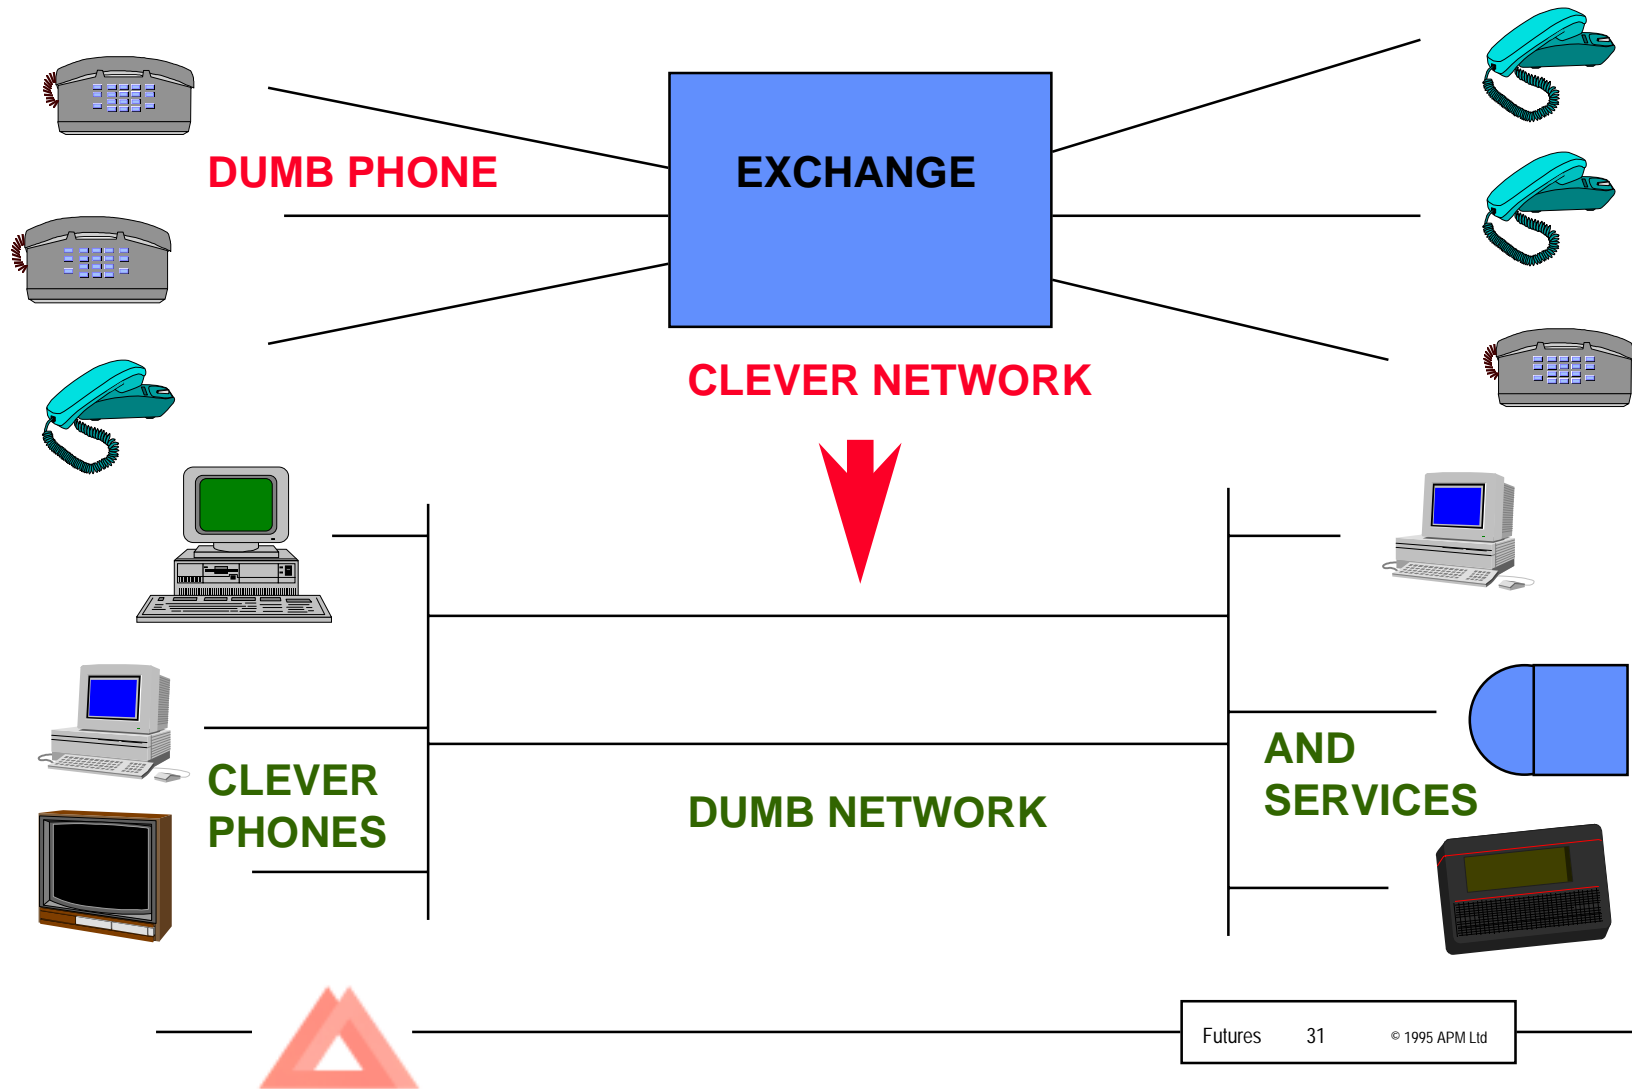 DUMB PHONE
EXCHANGE
CLEVER NETWORK
CLEVER
PHONES
DUMB NETWORK
AND
SERVICES
Futures 31 © 1995 APM Ltd